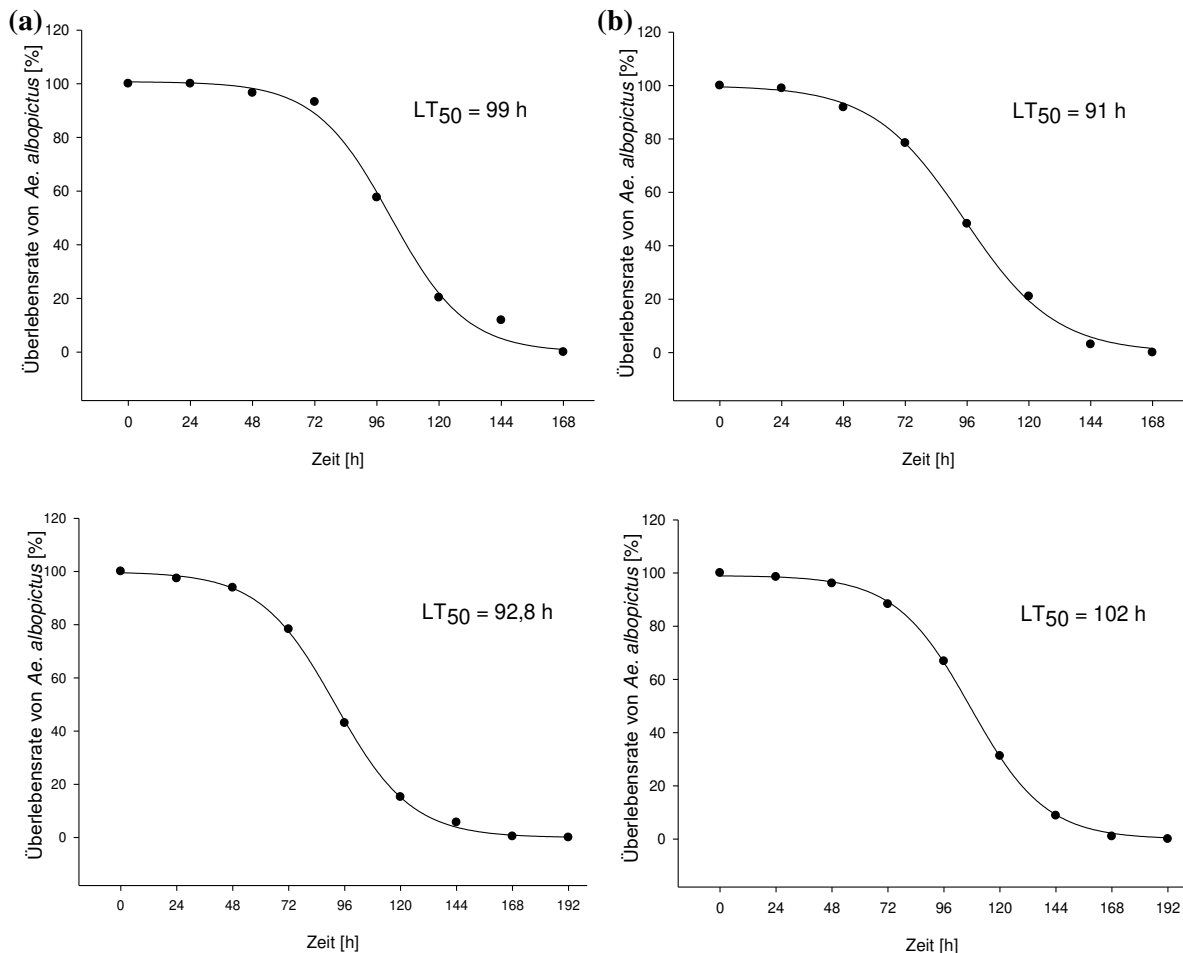 (a)
Überlebensrate von Ae. albopictus [%]
120
100
80
60
40
20
0
LT50 = 99 h
0 24 48 72 96 120 144 168
Zeit [h]
(b)
Überlebensrate von Ae. albopictus [%]
120
100
80
60
40
20
0
LT50 = 91 h
0 24 48 72 96 120 144 168
Zeit [h]
Überlebensrate von Ae. albopictus [%]
120
100
80
60
40
20
0
LT50 = 92,8 h
0 24 48 72 96 120 144 168 192
Zeit [h]
Überlebensrate von Ae. albopictus [%]
120
100
80
60
40
20
0
LT50 = 102 h
0 24 48 72 96 120 144 168 192
Zeit [h]